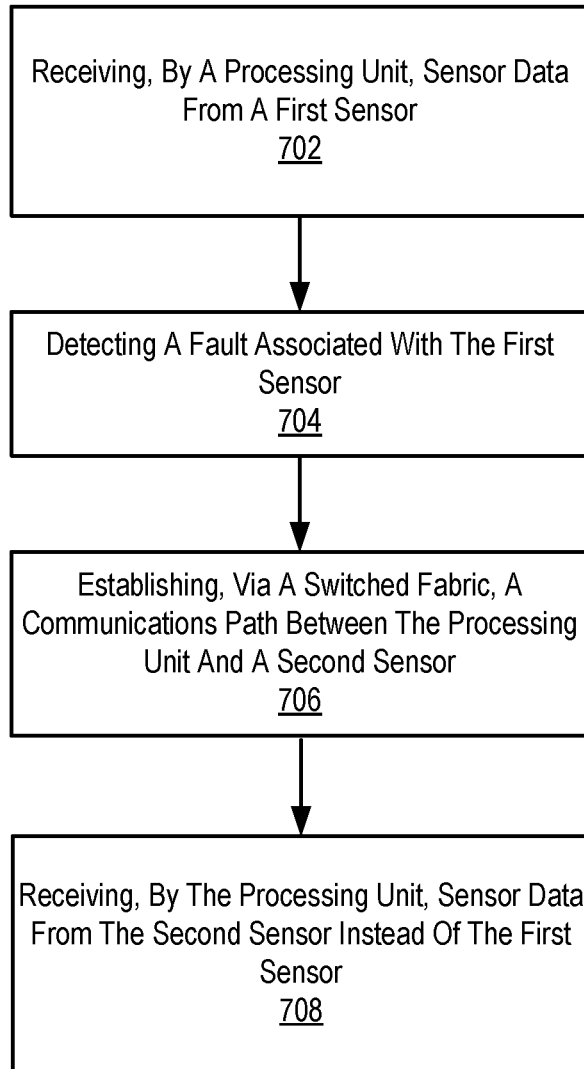 Receiving, By A Processing Unit, Sensor Data
From A First Sensor
702
Detecting A Fault Associated With The First
Sensor
704
Establishing, Via A Switched Fabric, A
Communications Path Between The Processing
Unit And A Second Sensor
706
Receiving, By The Processing Unit, Sensor Data
From The Second Sensor Instead Of The First
Sensor
708